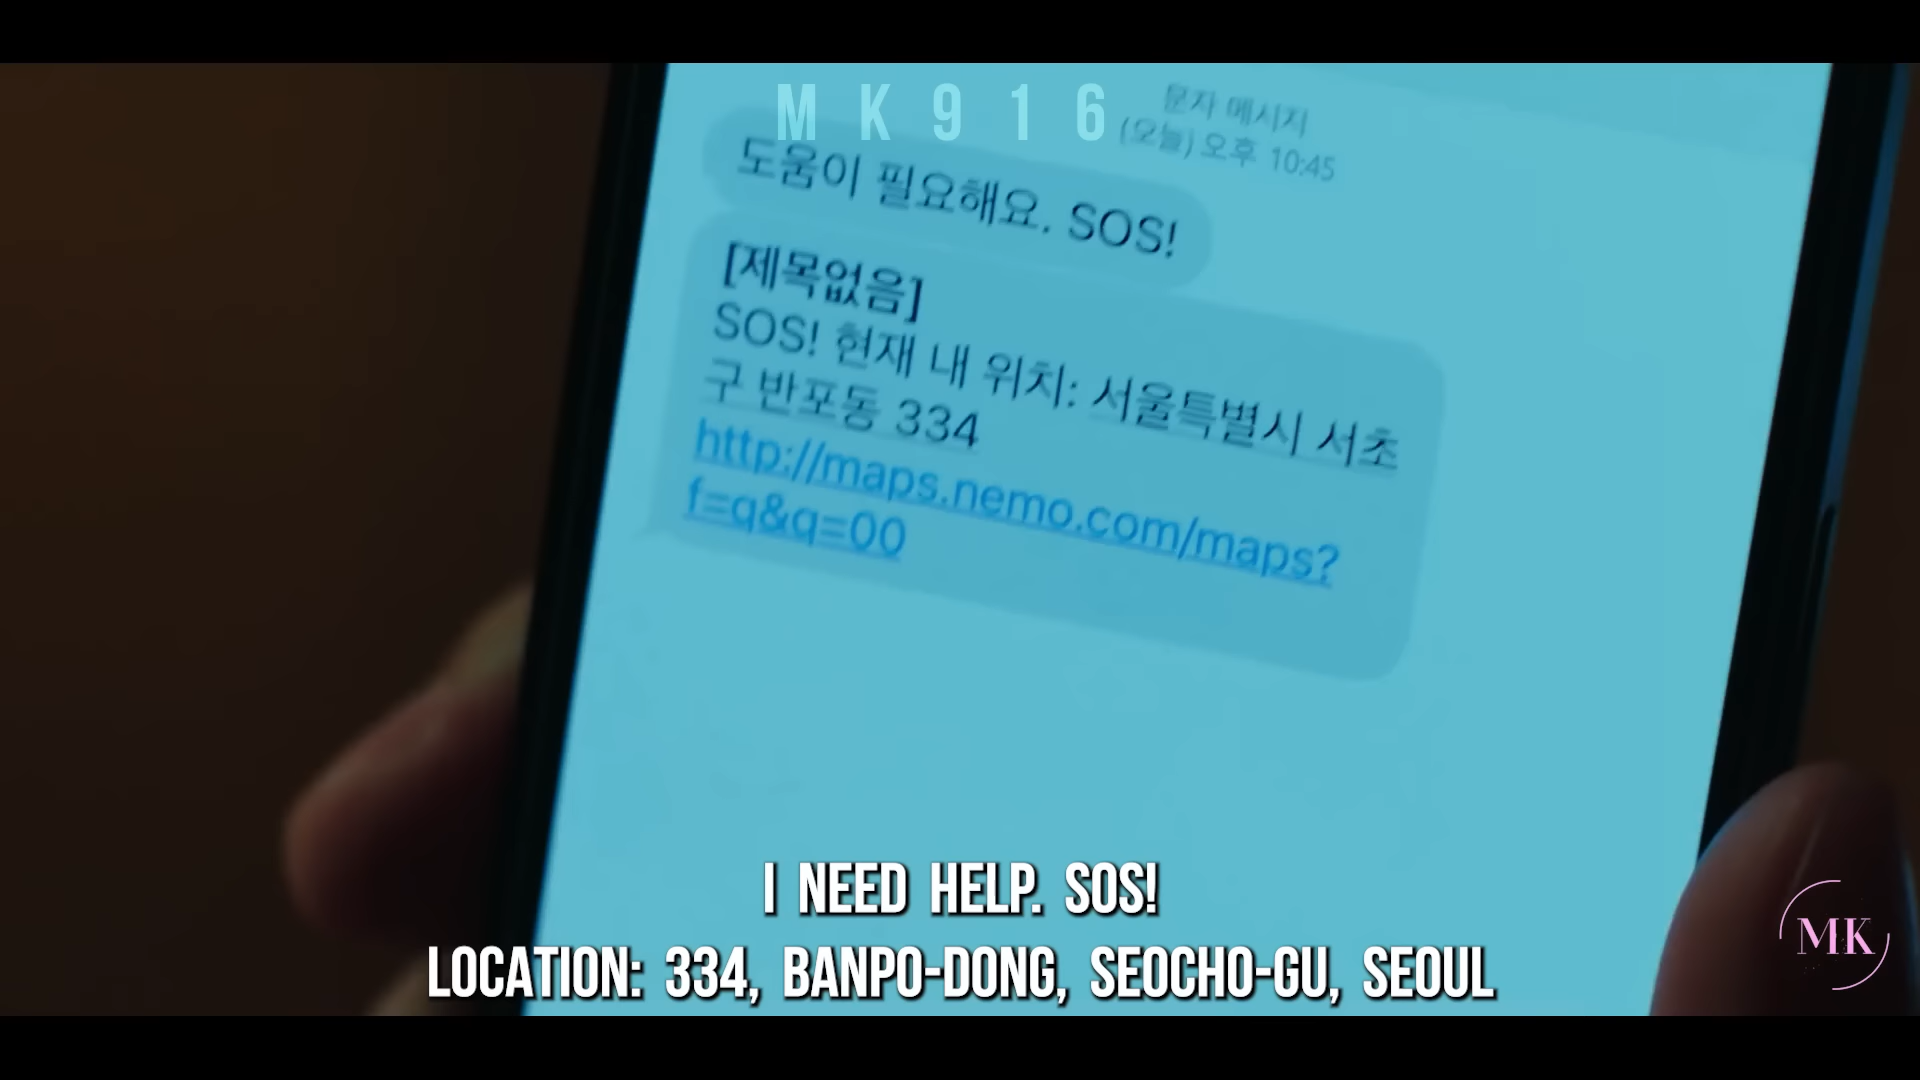 M K 9 1 6
문자 메시지
(오늘) 오후 10:45
도움이 필요해요. SOS!
[제목없음]
SOS! 현재 내 위치: 서울특별시 서초
구 반포동 334
http://maps.nemo.com/maps?
f=q&q=00
I NEED HELP. SOS!
LOCATION: 334, BANPO-DONG, SEOCHO-GU, SEOUL
MK